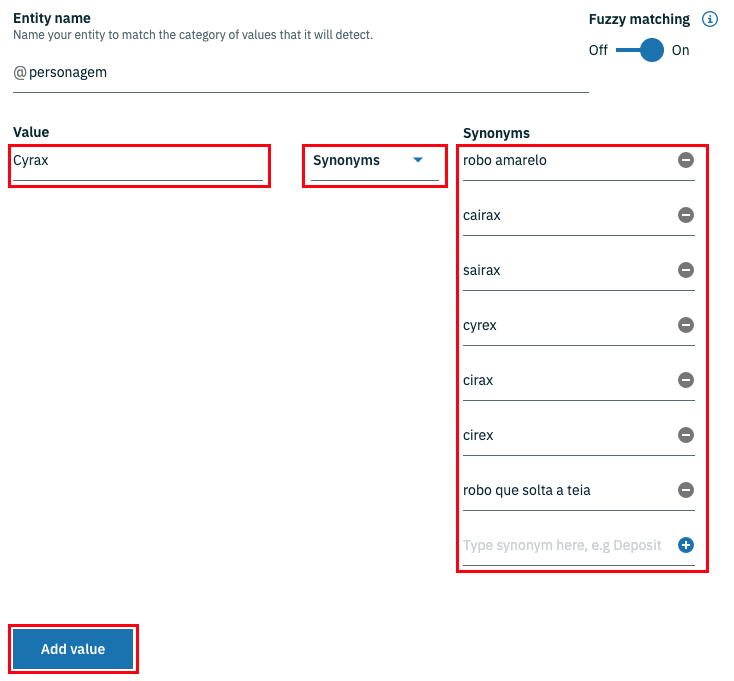 Entity name
Name your entity to match the category of values that it will detect.
@personagem
Fuzzy matching
Off On
Value
Cyrax
Synonyms
Synonyms
robo amarelo
cairax
sairax
cyrex
cirax
cirex
robo que solta a teia
Type synonym here, e.g Deposit
Add value